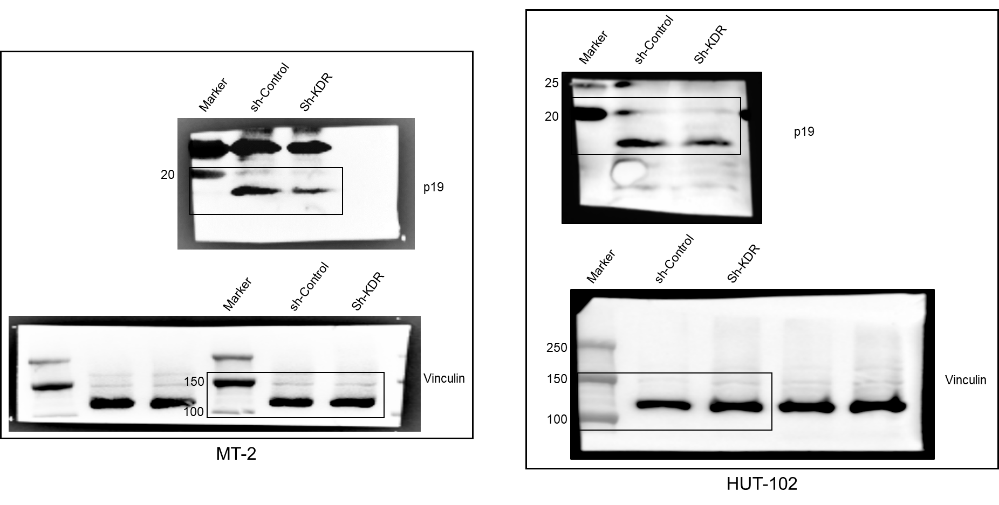 Marker
sh-Control
Sh-KDR
20
p19
Marker
sh-Control
Sh-KDR
150
100
Vinculin
MT-2
Marker
sh-Control
Sh-KDR
25
20
p19
Marker
sh-Control
Sh-KDR
250
150
100
Vinculin
HUT-102